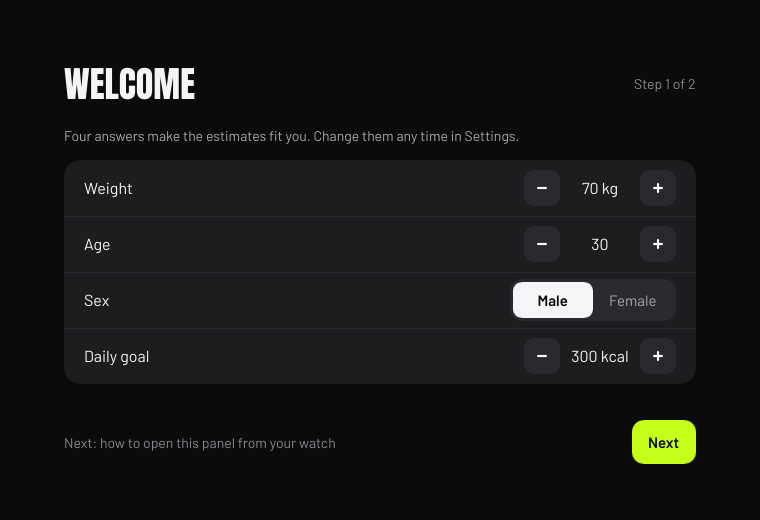 WELCOME
Step 1 of 2
Four answers make the estimates fit you. Change them any time in Settings.
Weight − 70 kg +
Age − 30 +
Sex Male Female
Daily goal − 300 kcal +
Next: how to open this panel from your watch
Next